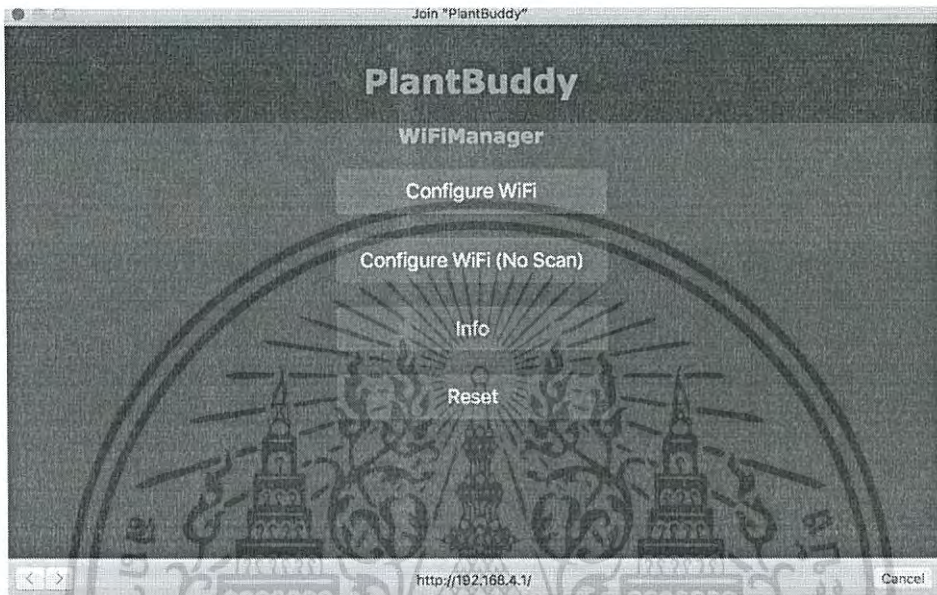 Join "PlantBuddy"
PlantBuddy
WiFiManager
Configure WiFi
Configure WiFi (No Scan)
Info
Reset
< >
http://192.168.4.1/
Cancel